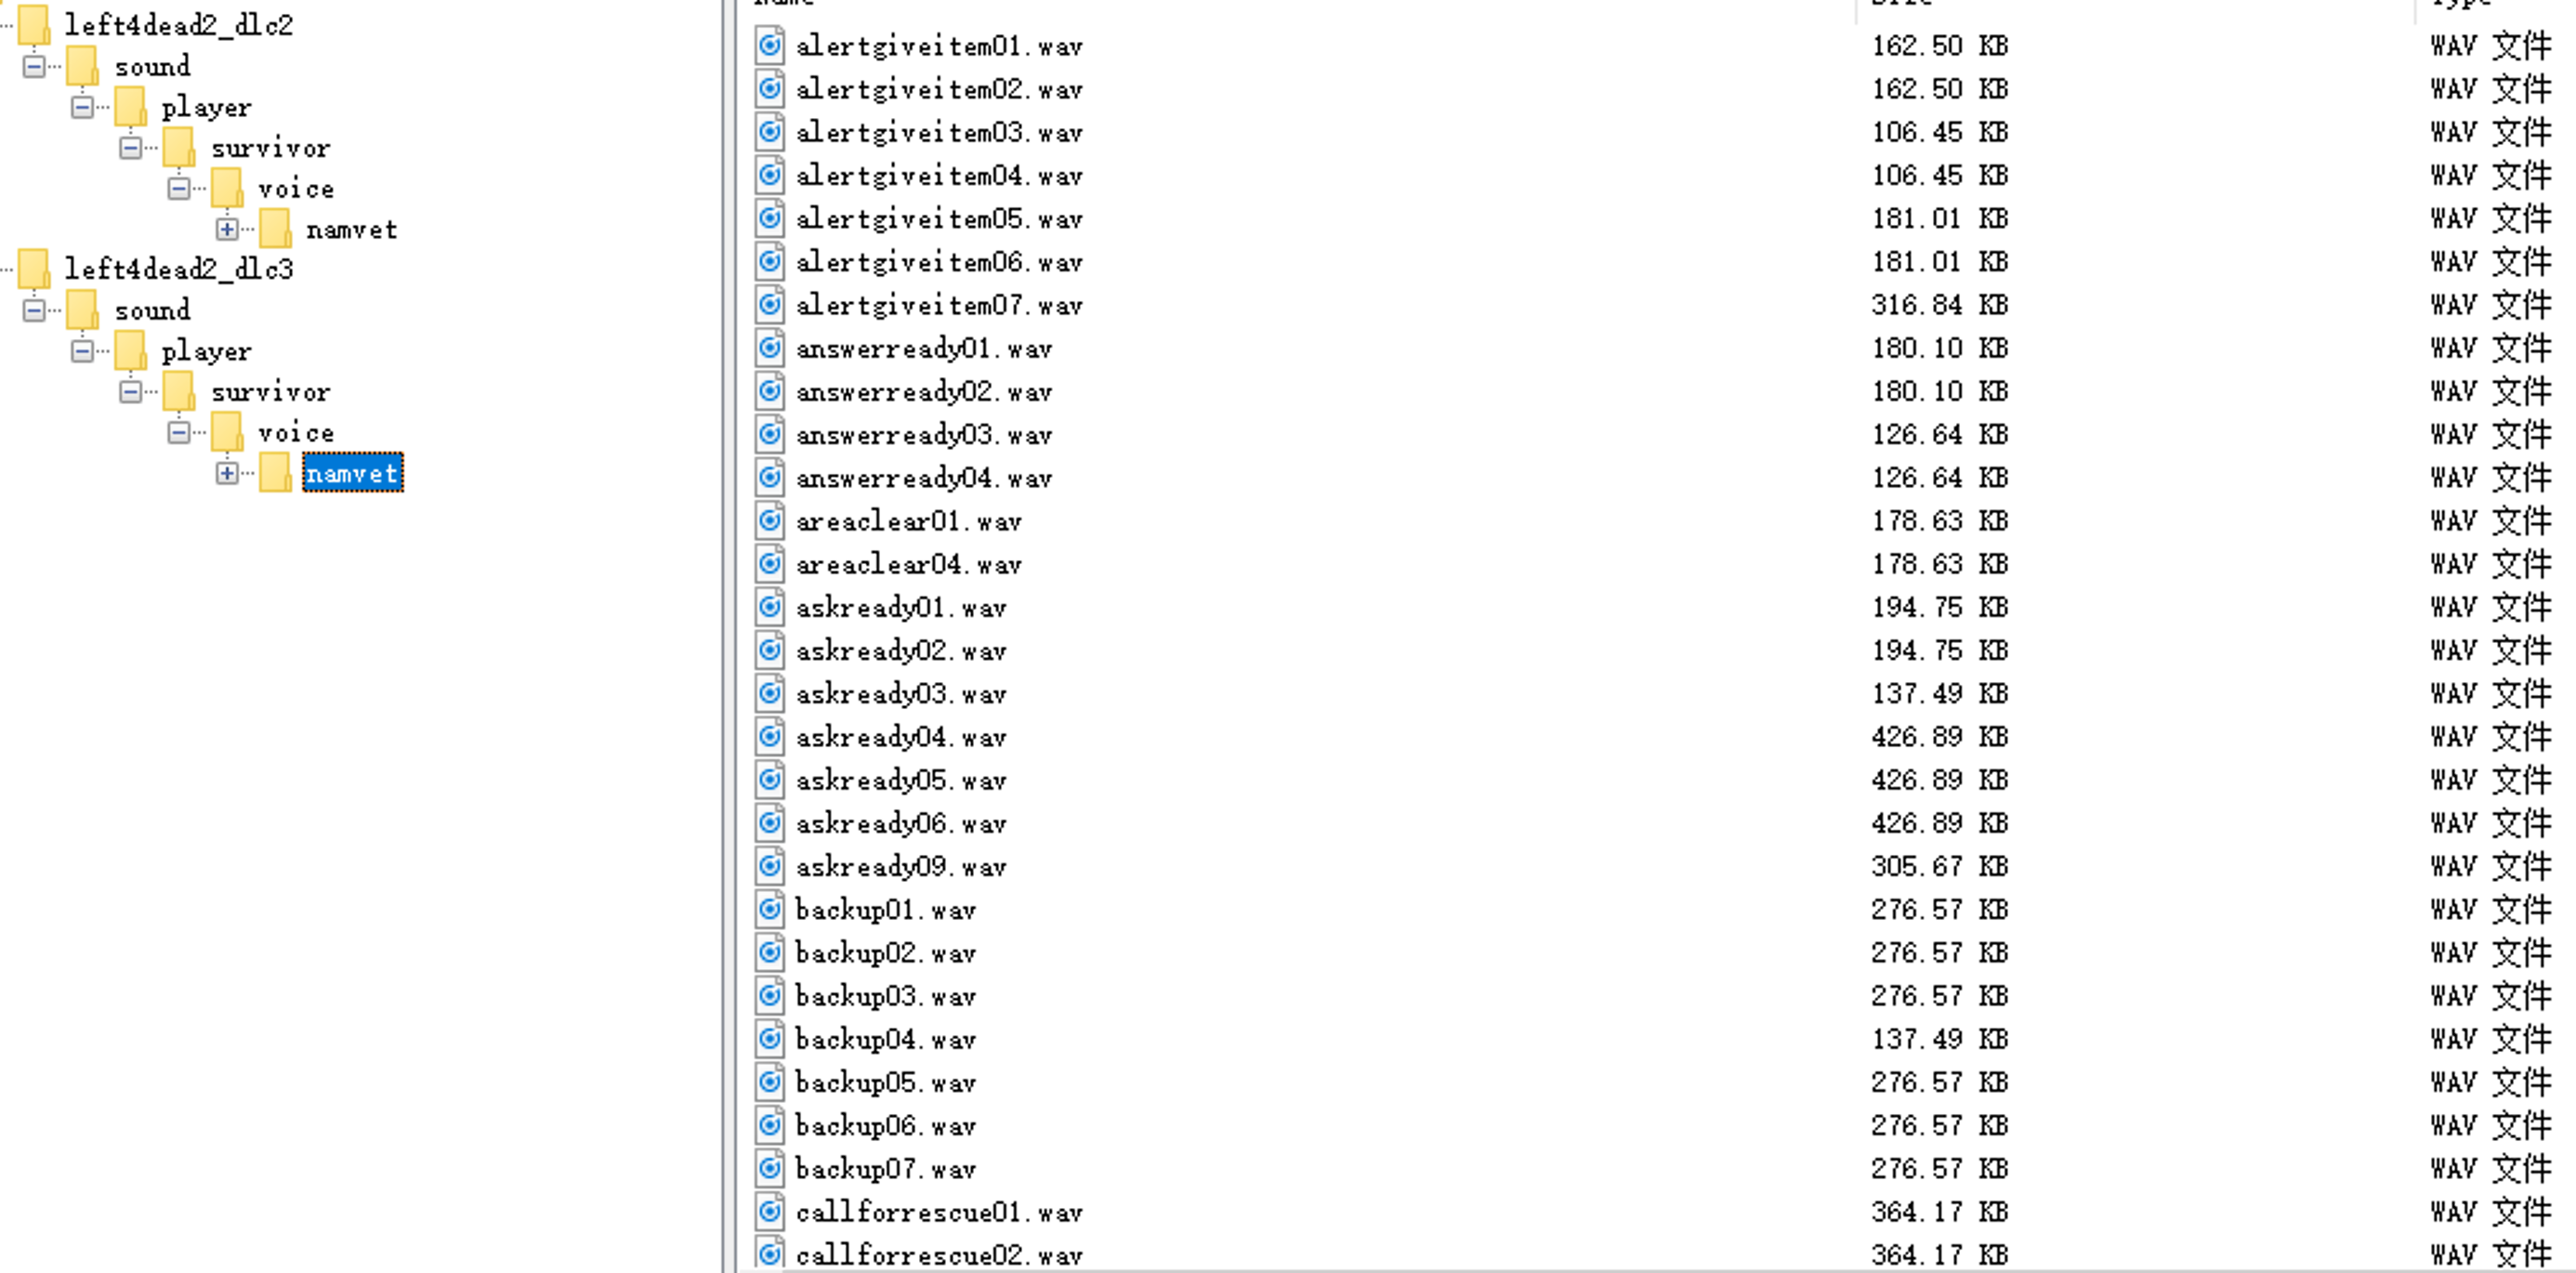 left4dead2_dlc2
sound
player
survivor
voice
namvet
left4dead2_dlc3
sound
player
survivor
voice
namvet
alertgiveitem01.wav 162.50 KB WAV 文件
alertgiveitem02.wav 162.50 KB WAV 文件
alertgiveitem03.wav 106.45 KB WAV 文件
alertgiveitem04.wav 106.45 KB WAV 文件
alertgiveitem05.wav 181.01 KB WAV 文件
alertgiveitem06.wav 181.01 KB WAV 文件
alertgiveitem07.wav 316.84 KB WAV 文件
answerready01.wav 180.10 KB WAV 文件
answerready02.wav 180.10 KB WAV 文件
answerready03.wav 126.64 KB WAV 文件
answerready04.wav 126.64 KB WAV 文件
areaclear01.wav 178.63 KB WAV 文件
areaclear04.wav 178.63 KB WAV 文件
askready01.wav 194.75 KB WAV 文件
askready02.wav 194.75 KB WAV 文件
askready03.wav 137.49 KB WAV 文件
askready04.wav 426.89 KB WAV 文件
askready05.wav 426.89 KB WAV 文件
askready06.wav 426.89 KB WAV 文件
askready09.wav 305.67 KB WAV 文件
backup01.wav 276.57 KB WAV 文件
backup02.wav 276.57 KB WAV 文件
backup03.wav 276.57 KB WAV 文件
backup04.wav 137.49 KB WAV 文件
backup05.wav 276.57 KB WAV 文件
backup06.wav 276.57 KB WAV 文件
backup07.wav 276.57 KB WAV 文件
callforrescue01.wav 364.17 KB WAV 文件
callforrescue02.wav 364.17 KB WAV 文件